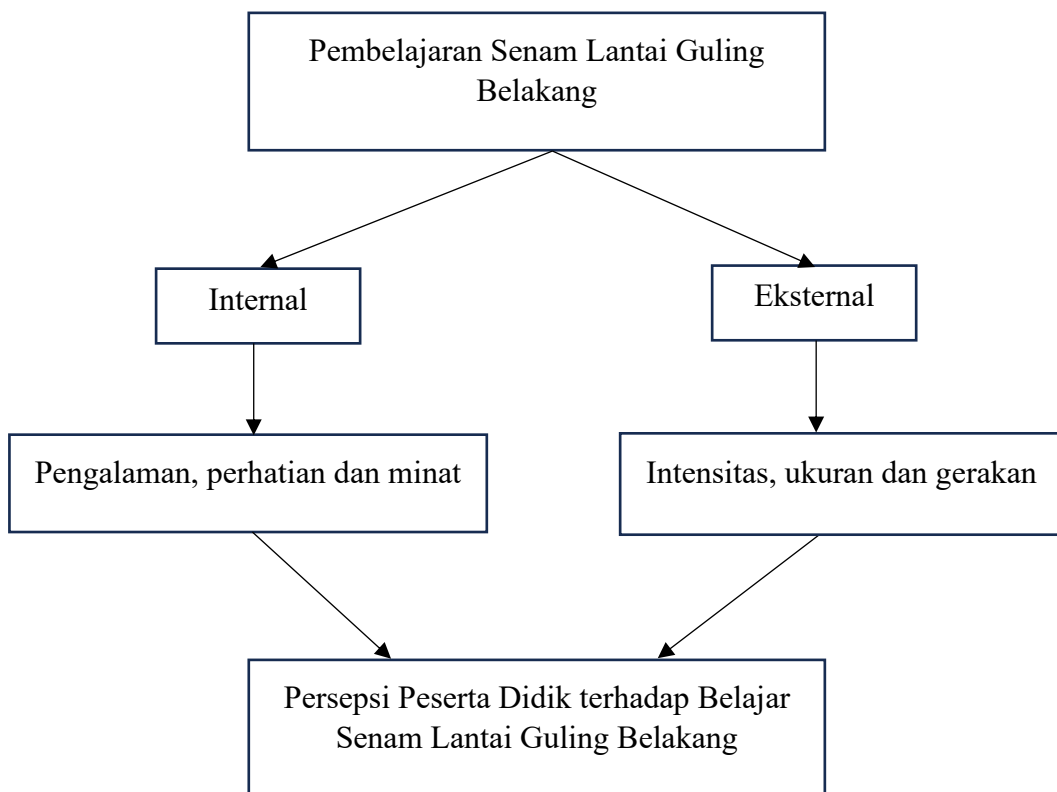 Pembelajaran Senam Lantai Guling
Belakang
Internal
Eksternal
Pengalaman, perhatian dan minat
Intensitas, ukuran dan gerakan
Persepsi Peserta Didik terhadap Belajar
Senam Lantai Guling Belakang